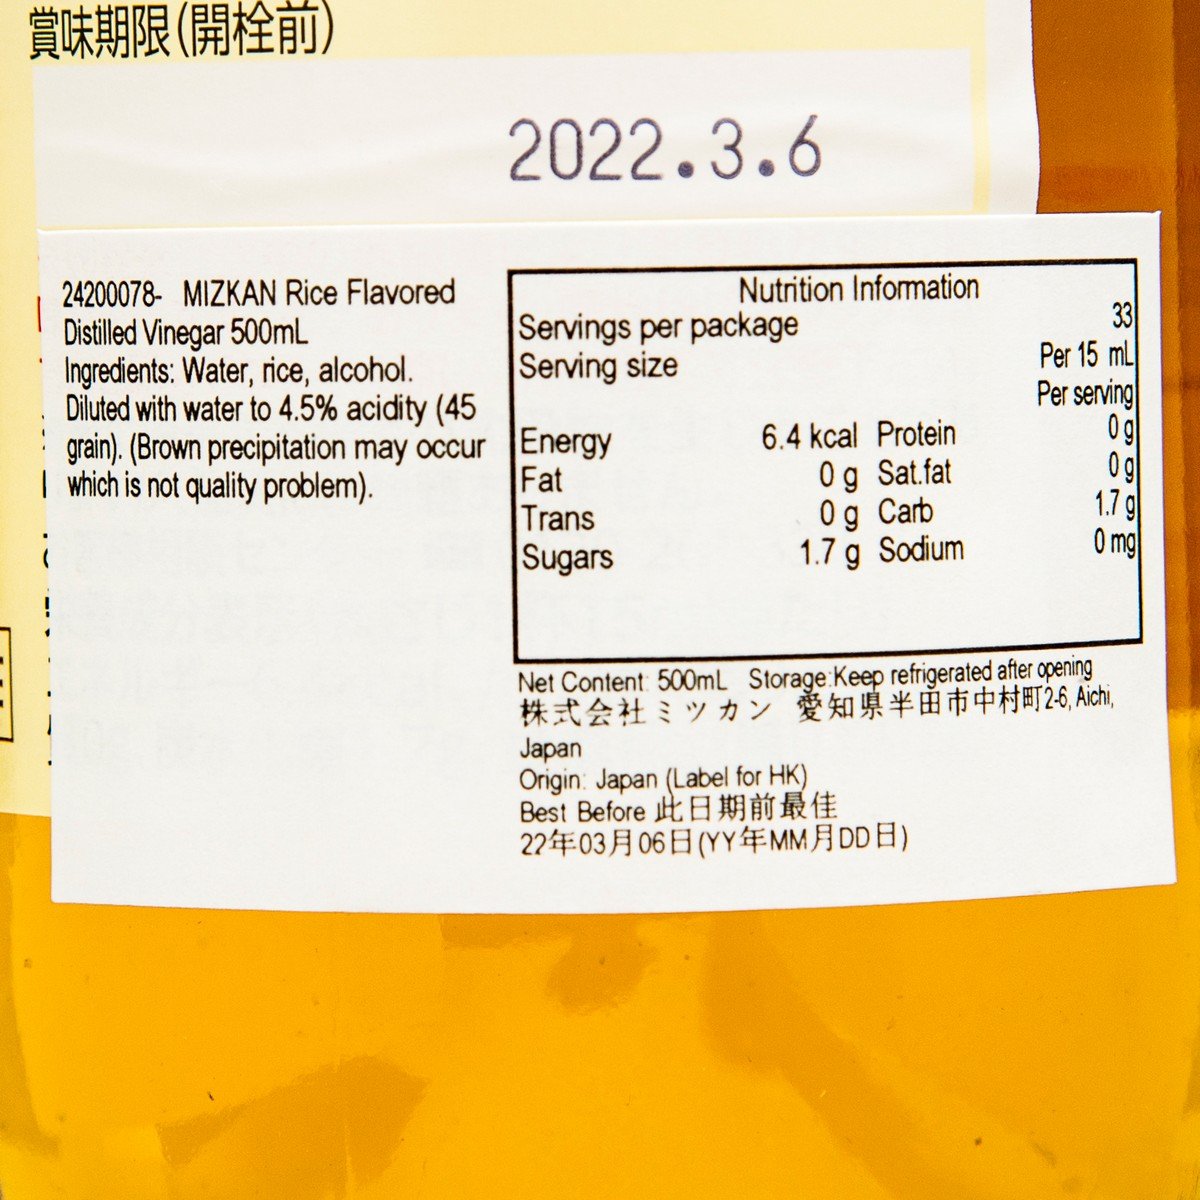 賞味期限(開栓前)
2022.3.6
24200078- MIZKAN Rice Flavored
Distilled Vinegar 500mL
Ingredients: Water, rice, alcohol.
Diluted with water to 4.5% acidity (45
grain). (Brown precipitation may occur
which is not quality problem).
Nutrition Information
Servings per package 33
Serving size Per 15 mL
Per serving
Energy 6.4 kcal Protein 0 g
Fat 0 g Sat.fat 0 g
Trans 0 g Carb 1.7 g
Sugars 1.7 g Sodium 0 mg
Net Content: 500mL Storage:Keep refrigerated after opening
株式会社ミツカン 愛知県半田市中村町2-6, Aichi,
Japan
Origin: Japan (Label for HK)
Best Before 此日期前最佳
22年03月06日(YY年MM月DD日)